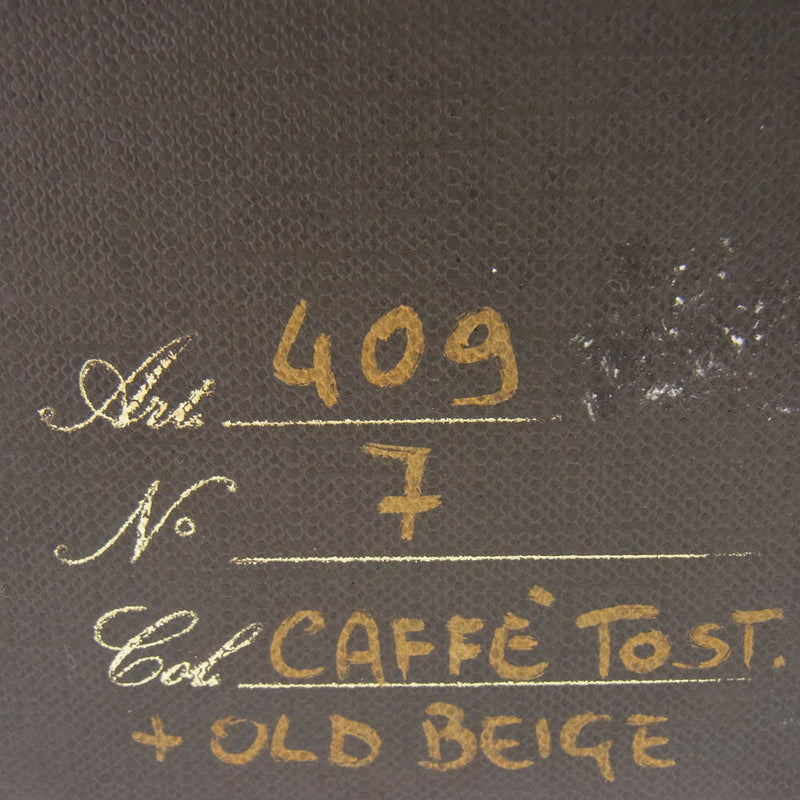 Art. 409
N° 7
Col. CAFFÈ TOST.
+ OLD BEIGE